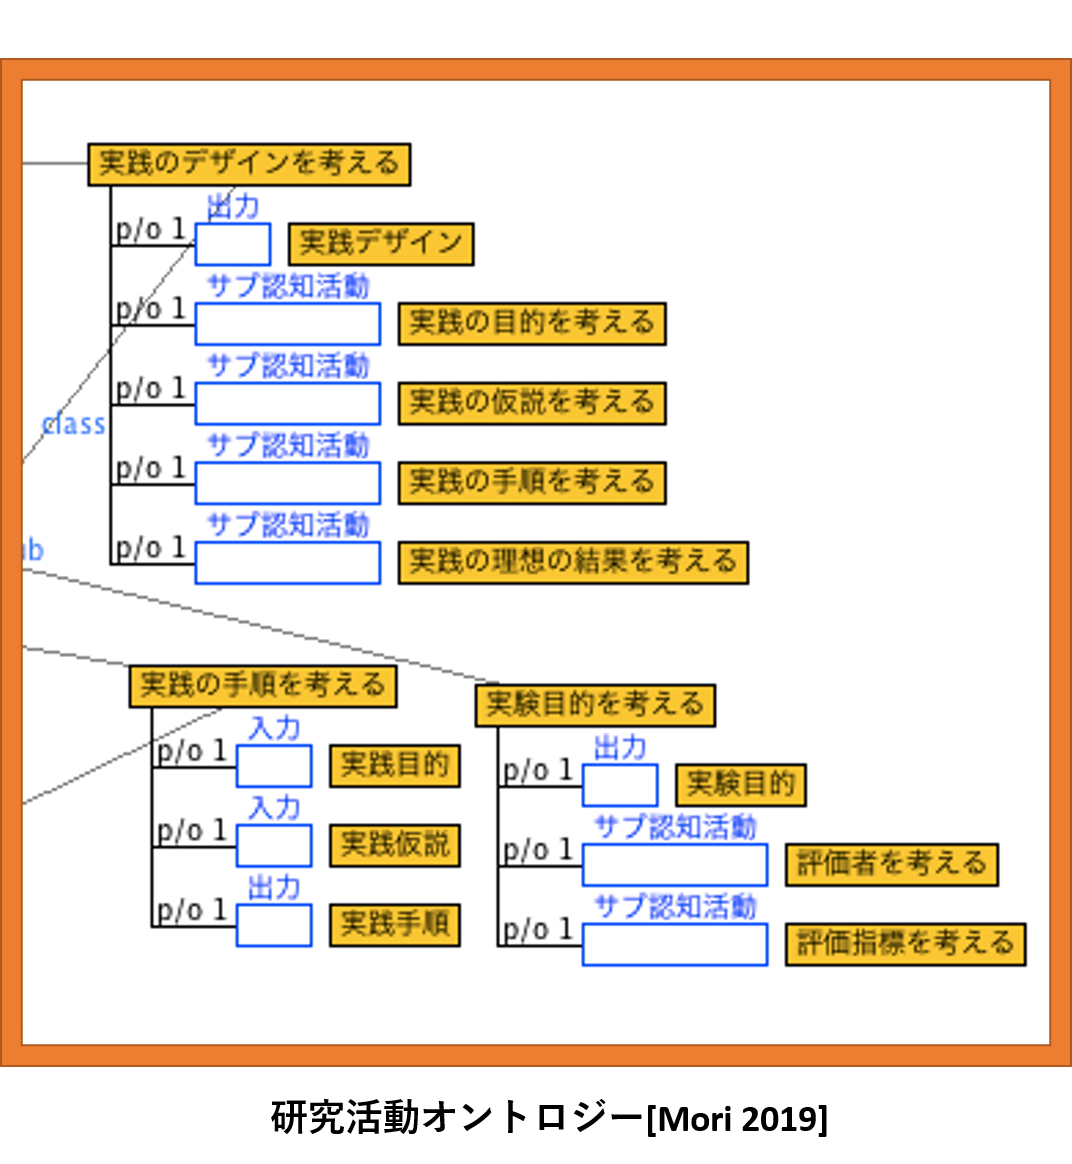 実践のデザインを考える
出力
p/o 1
実践デザイン
サブ認知活動
p/o 1
実践の目的を考える
サブ認知活動
p/o 1
実践の仮説を考える
class
サブ認知活動
p/o 1
実践の手順を考える
サブ認知活動
p/o 1
実践の理想の結果を考える
ub
実践の手順を考える
入力
p/o 1
実践目的
入力
p/o 1
実践仮説
出力
p/o 1
実践手順
実験目的を考える
出力
p/o 1
実験目的
サブ認知活動
p/o 1
評価者を考える
サブ認知活動
p/o 1
評価指標を考える
研究活動オントロジー[Mori 2019]